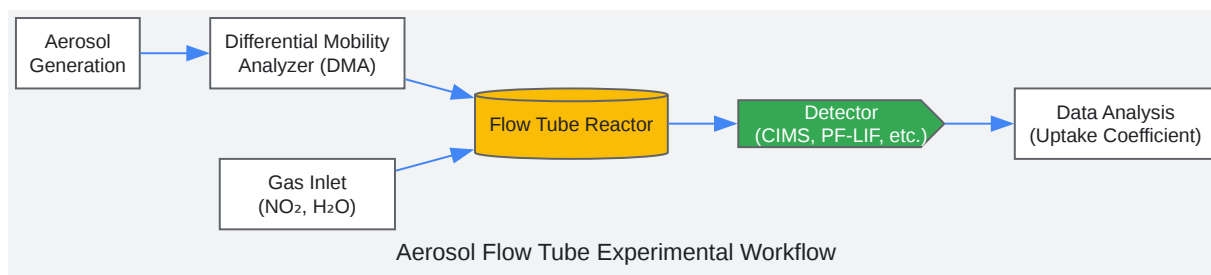 Aerosol
Generation
Differential Mobility
Analyzer (DMA)
Gas Inlet
(NO₂, H₂O)
Flow Tube Reactor
Detector
(CIMS, PF-LIF, etc.)
Data Analysis
(Uptake Coefficient)
Aerosol Flow Tube Experimental Workflow